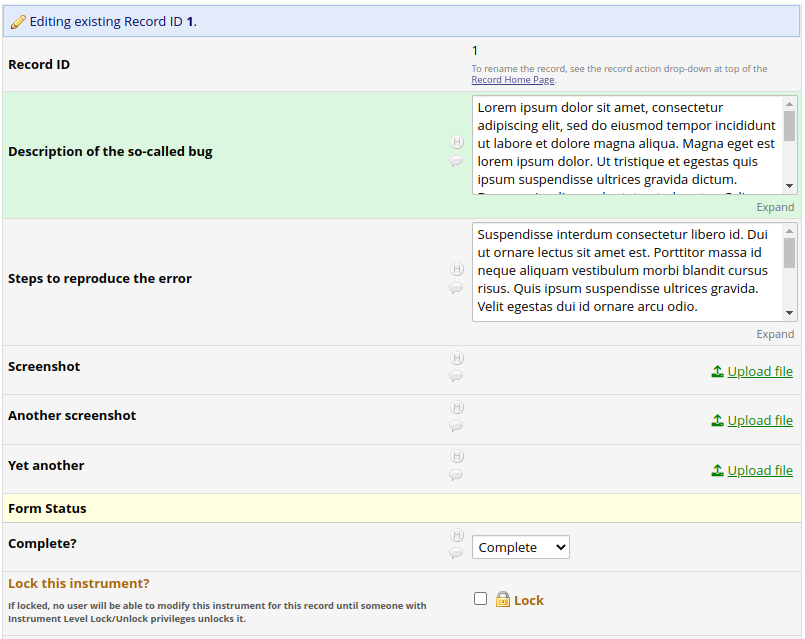 Editing existing Record ID 1.
Record ID
1
To rename the record, see the record action drop-down at top of the
Record Home Page.
Description of the so-called bug
H
Lorem ipsum dolor sit amet, consectetur
adipiscing elit, sed do eiusmod tempor incididunt
ut labore et dolore magna aliqua. Magna eget est
lorem ipsum dolor. Ut tristique et egestas quis
ipsum suspendisse ultrices gravida dictum.
Expand
Steps to reproduce the error
H
Suspendisse interdum consectetur libero id. Dui
ut ornare lectus sit amet est. Porttitor massa id
neque aliquam vestibulum morbi blandit cursus
risus. Quis ipsum suspendisse ultrices gravida.
Velit egestas dui id ornare arcu odio.
Expand
Screenshot
H
Upload file
Another screenshot
H
Upload file
Yet another
H
Upload file
Form Status
Complete?
H
Complete
Lock this instrument?
If locked, no user will be able to modify this instrument for this record until someone with
Instrument Level Lock/Unlock privileges unlocks it.
Lock